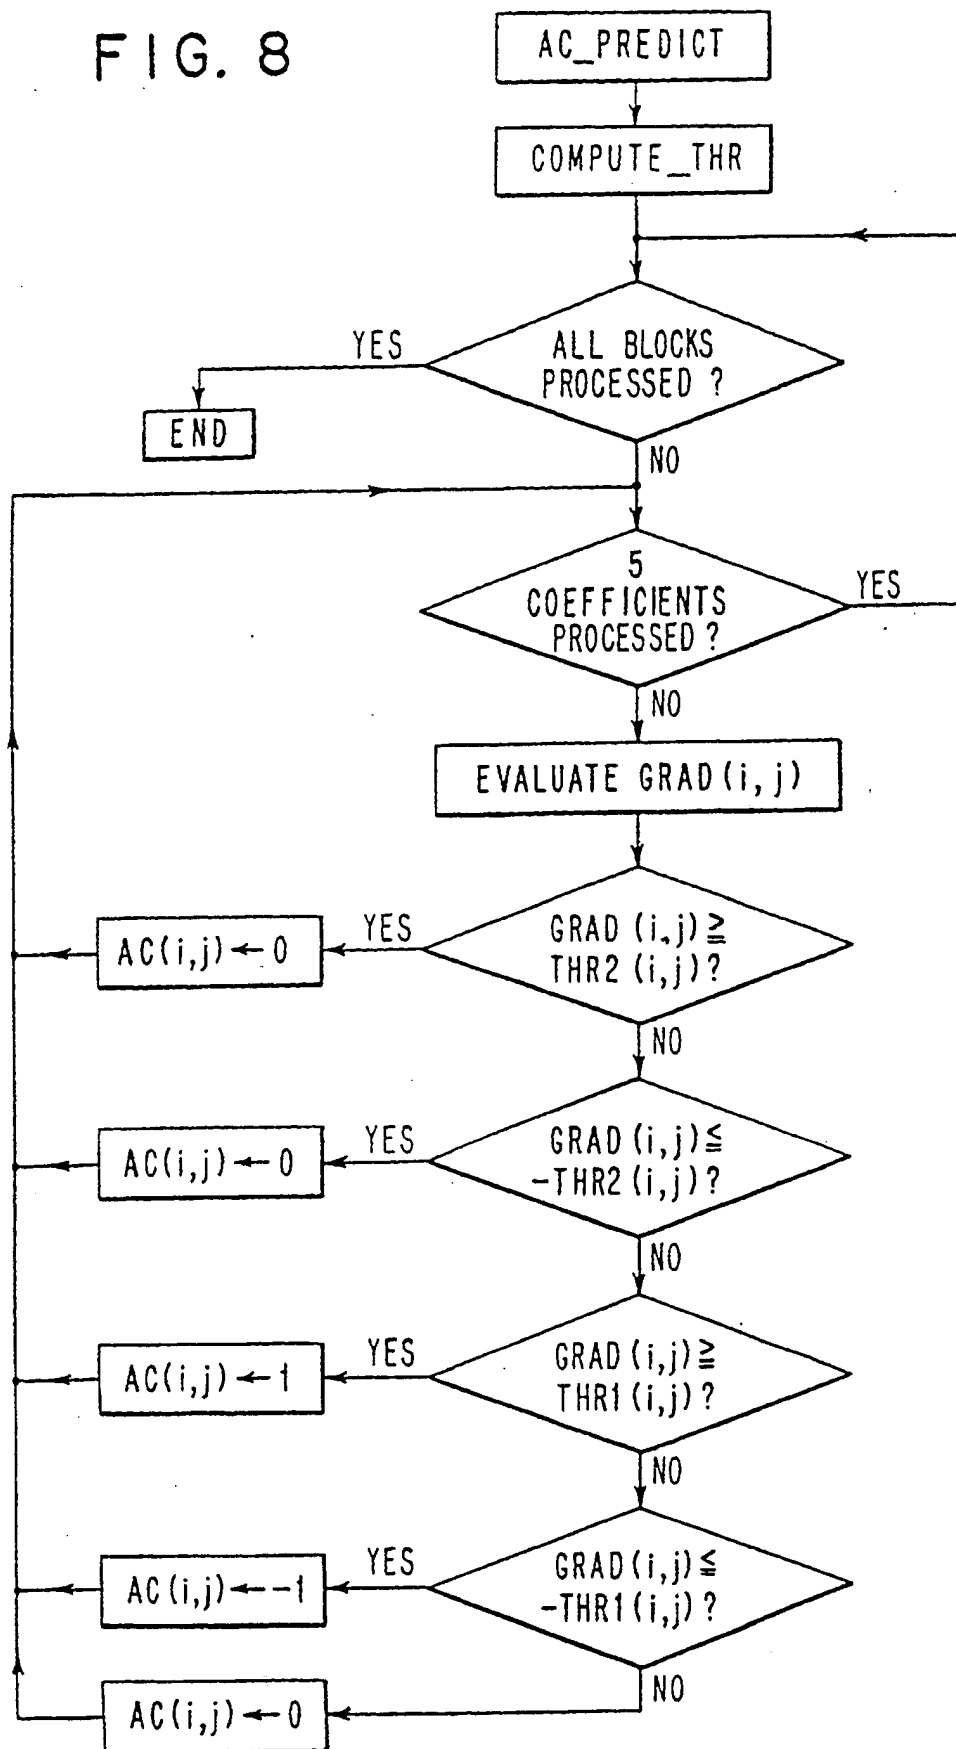 FIG. 8
AC_PREDICT
COMPUTE_THR
ALL BLOCKS
PROCESSED ?
YES
END
NO
5
COEFFICIENTS
PROCESSED ?
YES
NO
EVALUATE GRAD(i,j)
GRAD (i,j) ≧
THR2 (i,j)?
YES
AC(i,j) ← 0
NO
GRAD (i,j) ≦
-THR2 (i,j)?
YES
AC(i,j) ← 0
NO
GRAD (i,j) ≧
THR1 (i,j)?
YES
AC(i,j) ← 1
NO
GRAD(i,j) ≦
-THR1(i,j)?
YES
AC(i,j) ← -1
NO
AC(i,j) ← 0